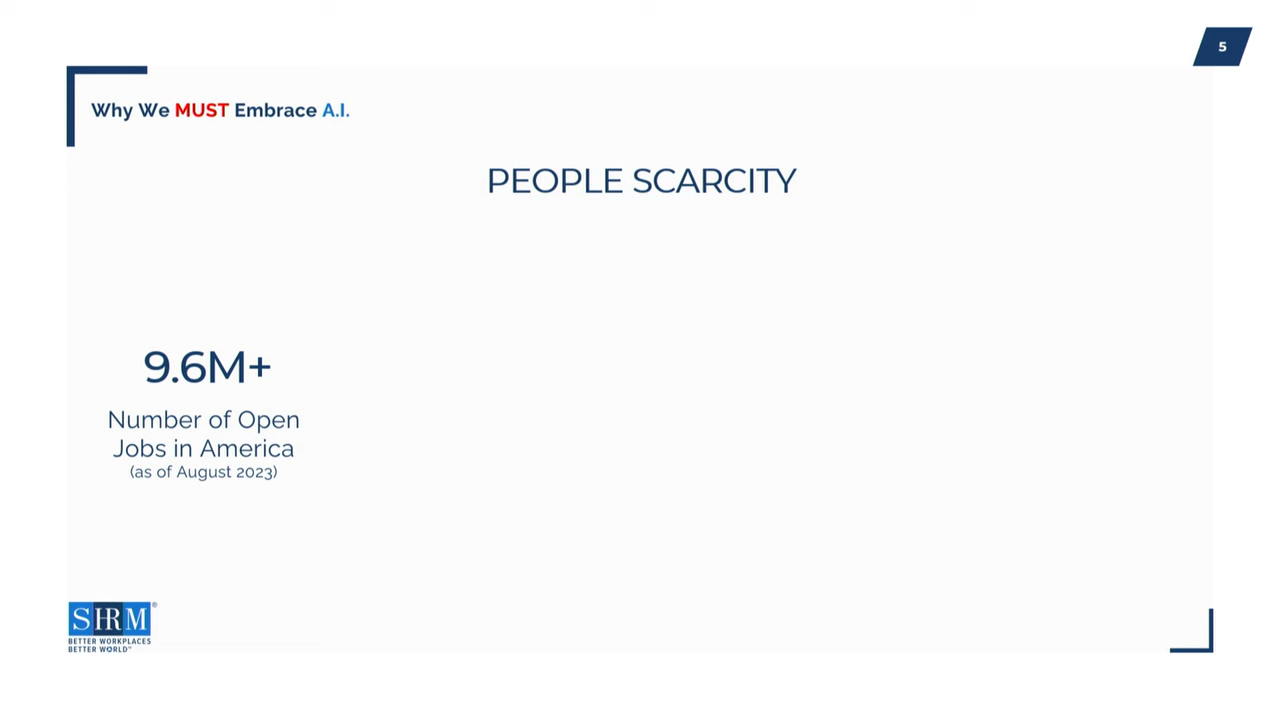 5
Why We MUST Embrace A.I.
PEOPLE SCARCITY
9.6M+
Number of Open
Jobs in America
(as of August 2023)
SHRM®
BETTER WORKPLACES
BETTER WORLD™